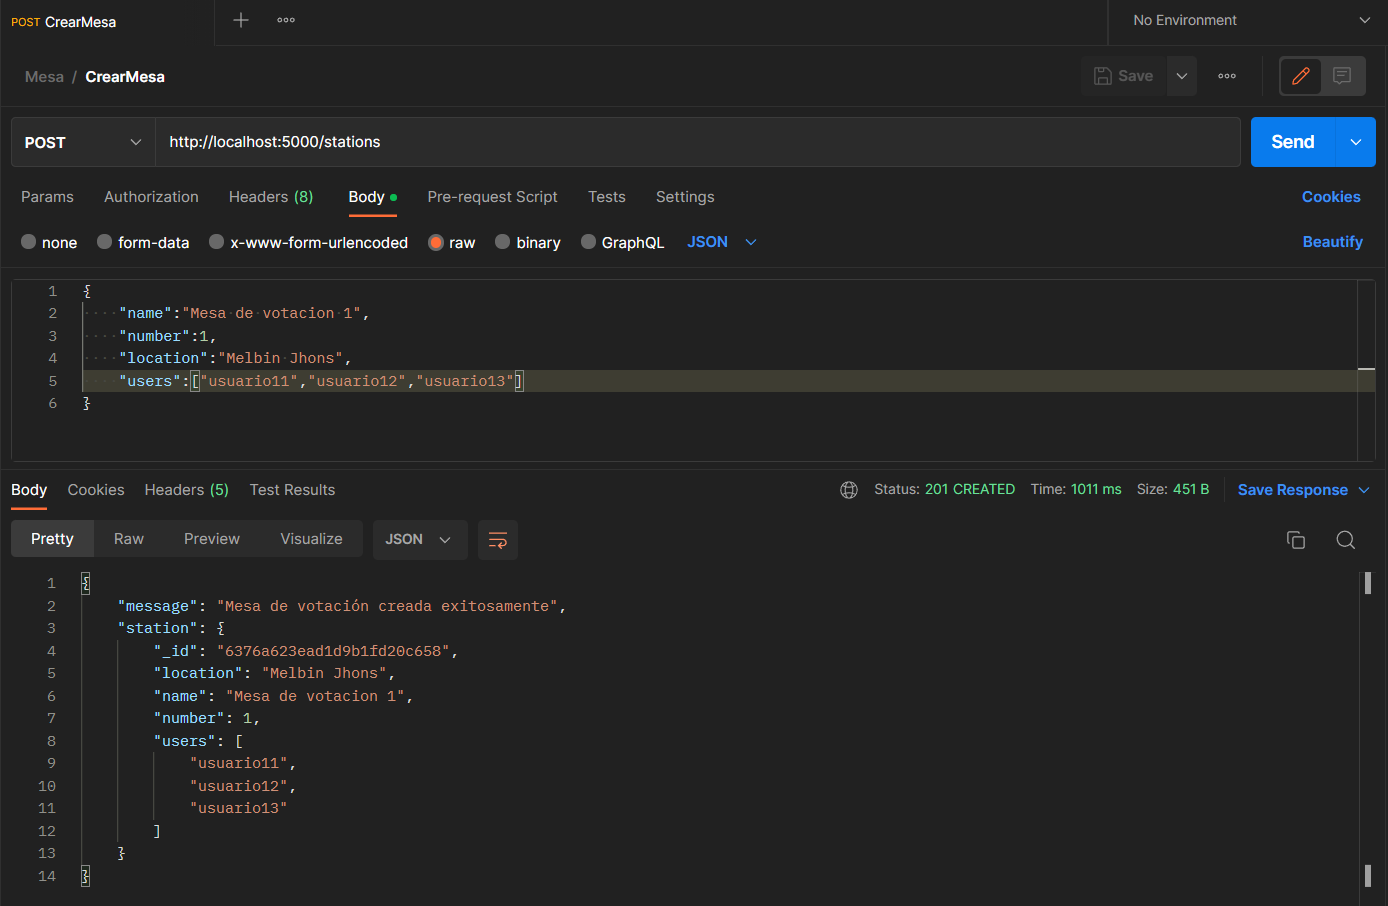 POST CrearMesa
No Environment
Mesa / CrearMesa
Save
POST
http://localhost:5000/stations
Send
Params Authorization Headers (8) Body Pre-request Script Tests Settings Cookies
none form-data x-www-form-urlencoded raw binary GraphQL JSON Beautify
1 {
2 "name":"Mesa de votacion 1",
3 "number":1,
4 "location":"Melbin Jhons",
5 "users":["usuario11","usuario12","usuario13"]
6 }
Body Cookies Headers (5) Test Results Status: 201 CREATED Time: 1011 ms Size: 451 B Save Response
Pretty Raw Preview Visualize JSON
1 {
2 "message": "Mesa de votación creada exitosamente",
3 "station": {
4 "_id": "6376a623ead1d9b1fd20c658",
5 "location": "Melbin Jhons",
6 "name": "Mesa de votacion 1",
7 "number": 1,
8 "users": [
9 "usuario11",
10 "usuario12",
11 "usuario13"
12 ]
13 }
14 }